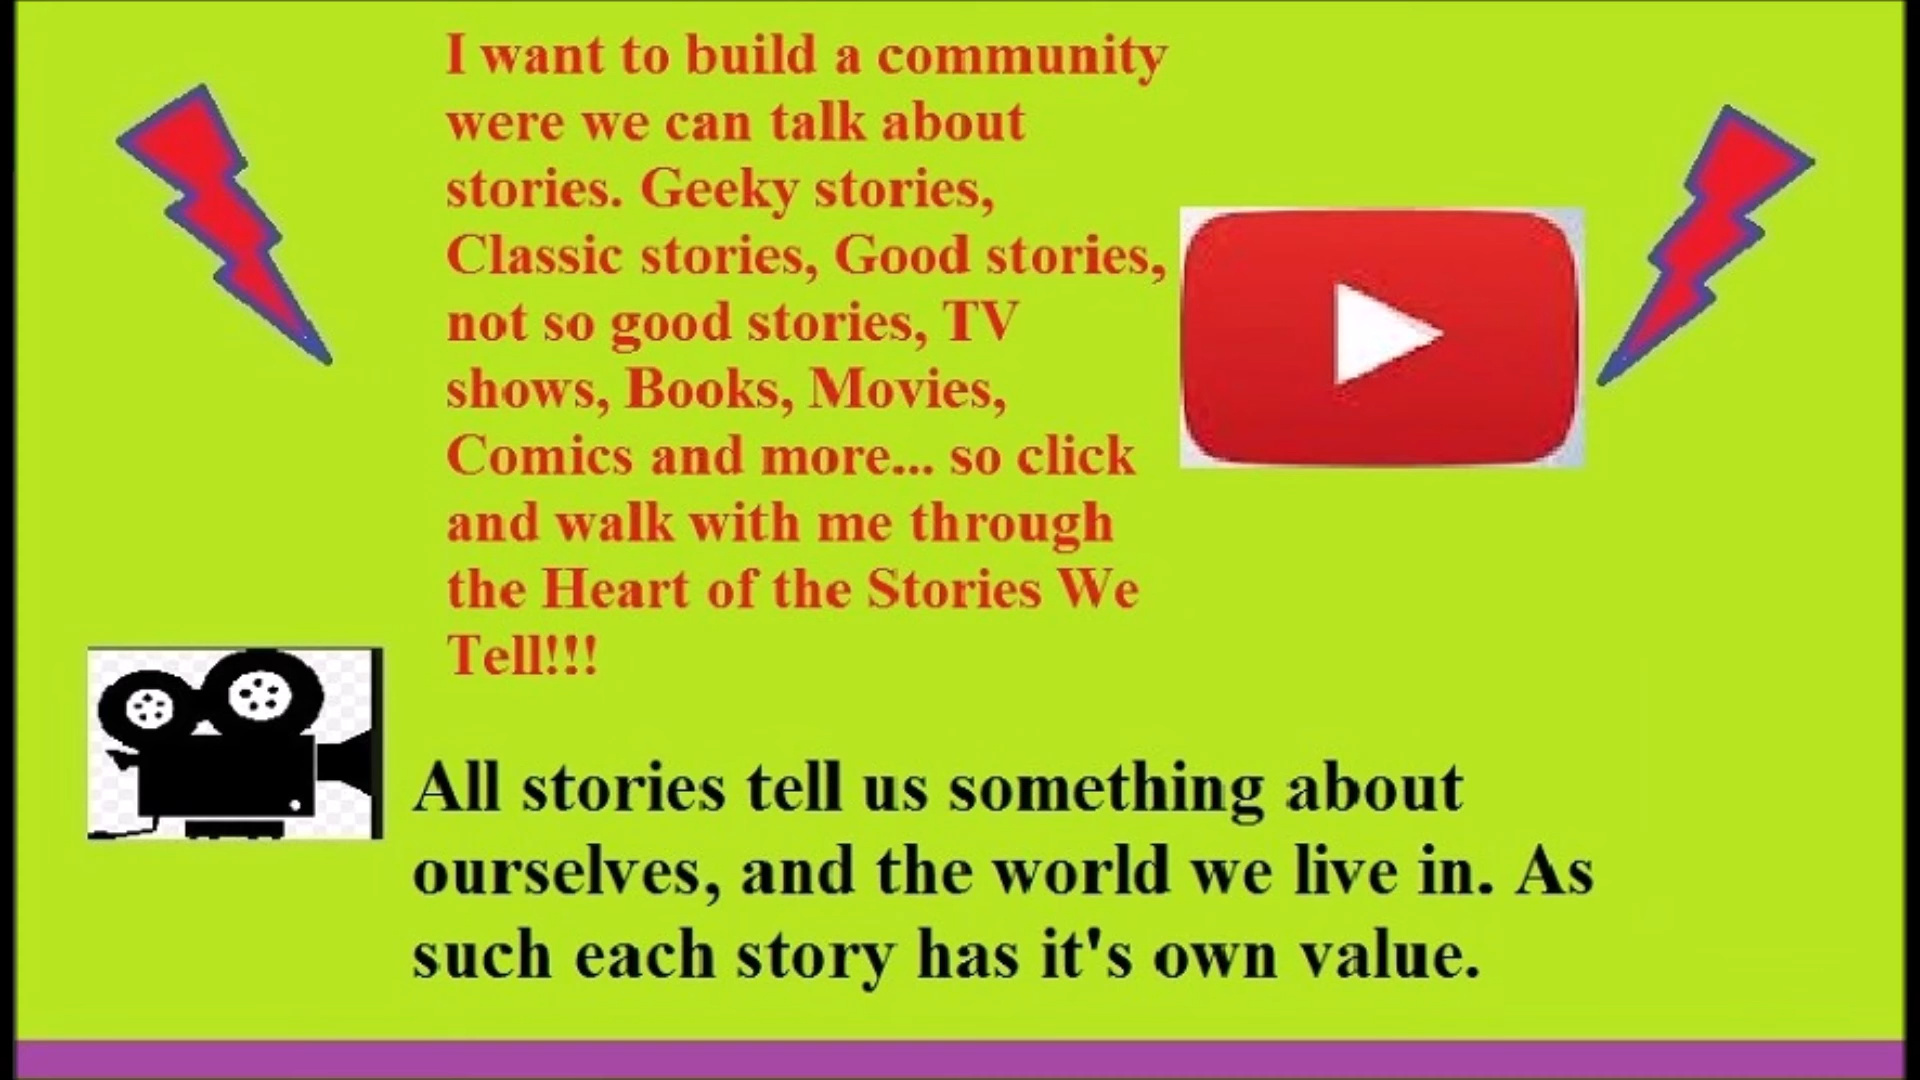 I want to build a community
were we can talk about
stories. Geeky stories,
Classic stories, Good stories,
not so good stories, TV
shows, Books, Movies,
Comics and more... so click
and walk with me through
the Heart of the Stories We
Tell!!!
All stories tell us something about
ourselves, and the world we live in. As
such each story has it's own value.